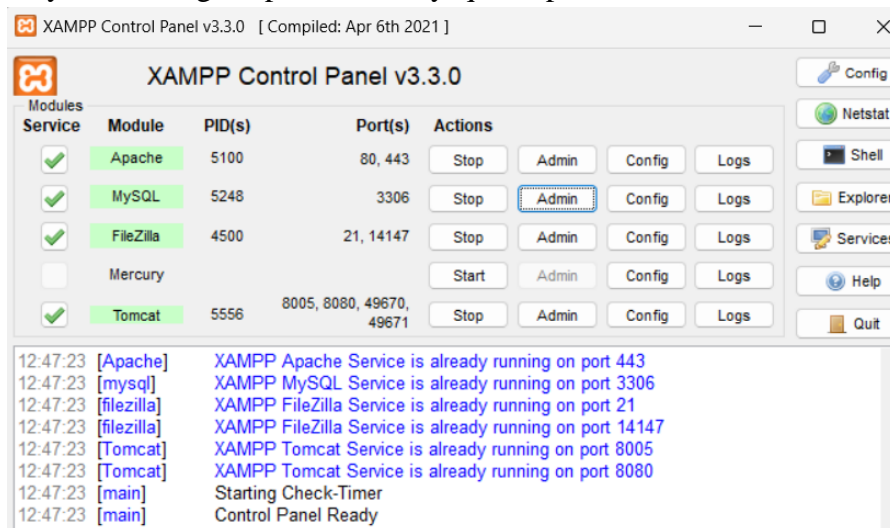 XAMPP Control Panel v3.3.0 [ Compiled: Apr 6th 2021 ]
XAMPP Control Panel v3.3.0
Config
Modules
Service Module PID(s) Port(s) Actions
Netstat
Apache 5100 80, 443 Stop Admin Config Logs
Shell
MySQL 5248 3306 Stop Admin Config Logs
Explorer
FileZilla 4500 21, 14147 Stop Admin Config Logs
Services
Mercury Start Admin Config Logs
Help
Tomcat 5556 8005, 8080, 49670, 49671 Stop Admin Config Logs
Quit
12:47:23 [Apache] XAMPP Apache Service is already running on port 443
12:47:23 [mysql] XAMPP MySQL Service is already running on port 3306
12:47:23 [filezilla] XAMPP FileZilla Service is already running on port 21
12:47:23 [filezilla] XAMPP FileZilla Service is already running on port 14147
12:47:23 [Tomcat] XAMPP Tomcat Service is already running on port 8005
12:47:23 [Tomcat] XAMPP Tomcat Service is already running on port 8080
12:47:23 [main] Starting Check-Timer
12:47:23 [main] Control Panel Ready